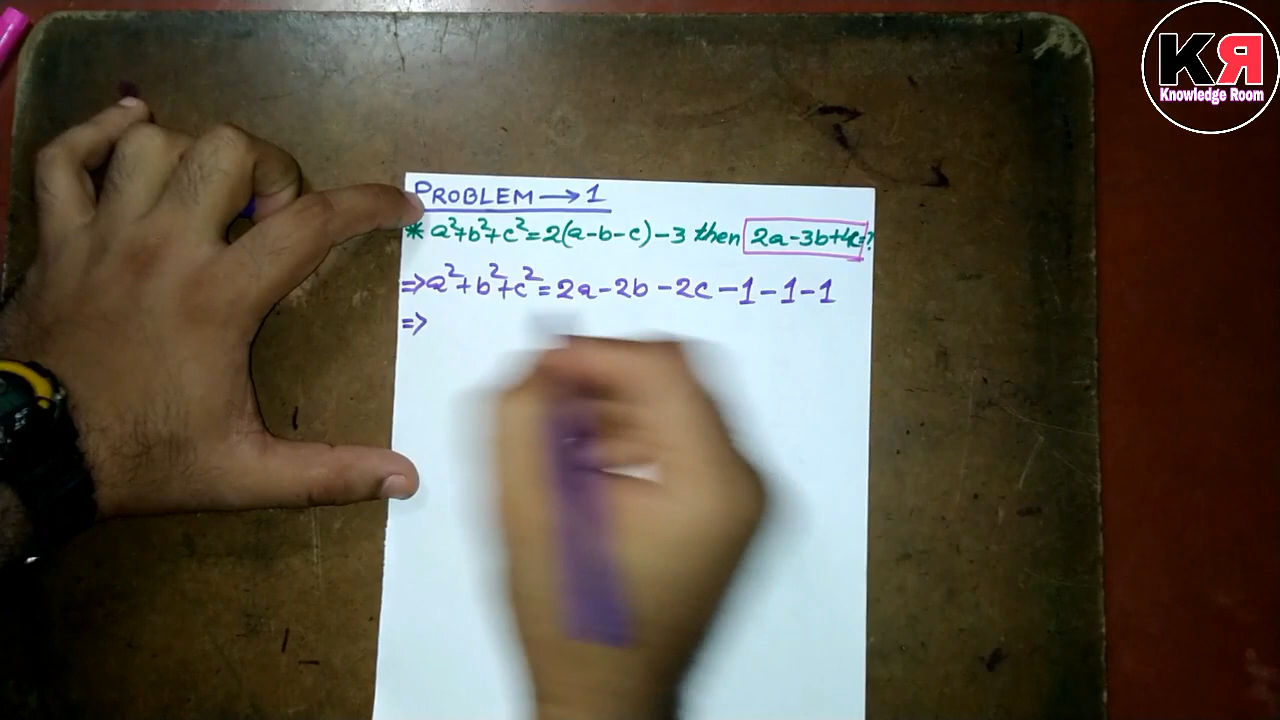 KЯ
Knowledge Room
PROBLEM → 1
* a²+b²+c²=2(a-b-c)-3 then 2a-3b+4c=?
⇒ a²+b²+c²=2a-2b-2c-1-1-1
⇒